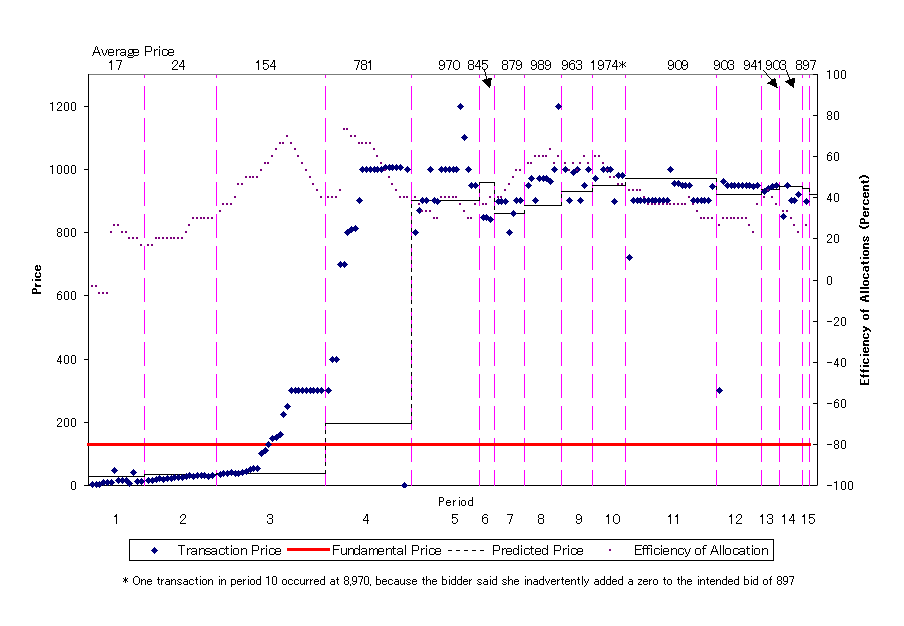 Average Price
17 24 154 781 970 845 879 989 963 1974* 909 903 941 903 897
1200
1000
800
600
400
200
0
Price
100
80
60
40
20
0
-20
-40
-60
-80
-100
Efficiency of Allocations (Percent)
Period
1 2 3 4 5 6 7 8 9 10 11 12 13 14 15
Transaction Price Fundamental Price Predicted Price Efficiency of Allocation
* One transaction in period 10 occurred at 8,970, because the bidder said she inadvertently added a zero to the intended bid of 897